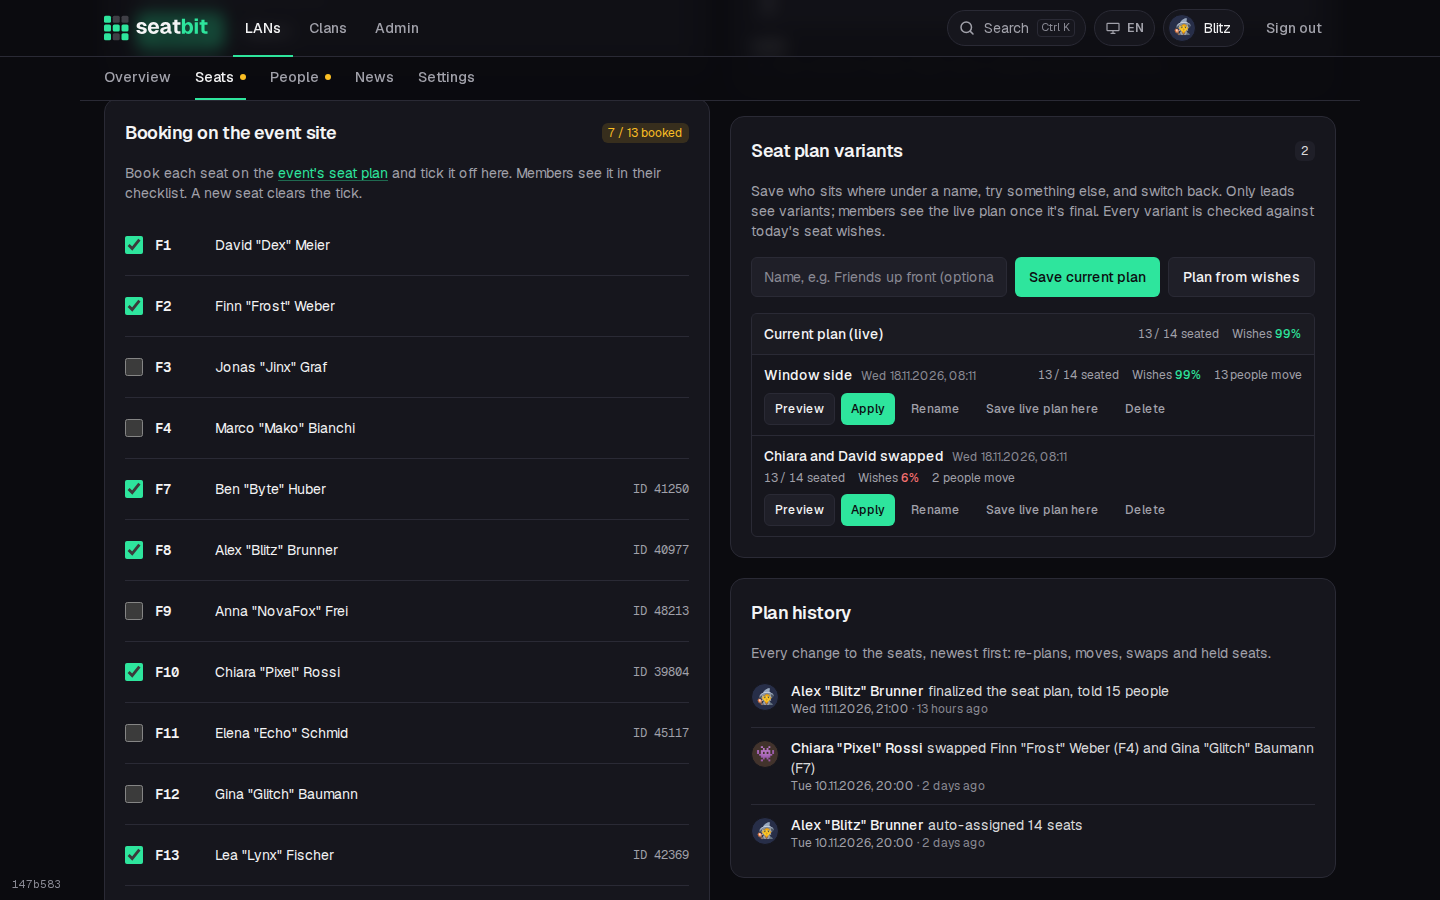 seatbit
LANs
Clans
Admin
Search Ctrl K
EN
Blitz
Sign out
Overview
Seats
People
News
Settings
Booking on the event site
7 / 13 booked
Book each seat on the event's seat plan and tick it off here. Members see it in their
checklist. A new seat clears the tick.
F1 David "Dex" Meier
F2 Finn "Frost" Weber
F3 Jonas "Jinx" Graf
F4 Marco "Mako" Bianchi
F7 Ben "Byte" Huber ID 41250
F8 Alex "Blitz" Brunner ID 40977
F9 Anna "NovaFox" Frei ID 48213
F10 Chiara "Pixel" Rossi ID 39804
F11 Elena "Echo" Schmid ID 45117
F12 Gina "Glitch" Baumann
F13 Lea "Lynx" Fischer ID 42369
Seat plan variants
2
Save who sits where under a name, try something else, and switch back. Only leads
see variants; members see the live plan once it's final. Every variant is checked against
today's seat wishes.
Name, e.g. Friends up front (optiona
Save current plan
Plan from wishes
Current plan (live) 13 / 14 seated Wishes 99%
Window side Wed 18.11.2026, 08:11 13 / 14 seated Wishes 99% 13 people move
Preview Apply Rename Save live plan here Delete
Chiara and David swapped Wed 18.11.2026, 08:11
13 / 14 seated Wishes 6% 2 people move
Preview Apply Rename Save live plan here Delete
Plan history
Every change to the seats, newest first: re-plans, moves, swaps and held seats.
Alex "Blitz" Brunner finalized the seat plan, told 15 people
Wed 11.11.2026, 21:00 · 13 hours ago
Chiara "Pixel" Rossi swapped Finn "Frost" Weber (F4) and Gina "Glitch" Baumann
(F7)
Tue 10.11.2026, 20:00 · 2 days ago
Alex "Blitz" Brunner auto-assigned 14 seats
Tue 10.11.2026, 20:00 · 2 days ago
147b583